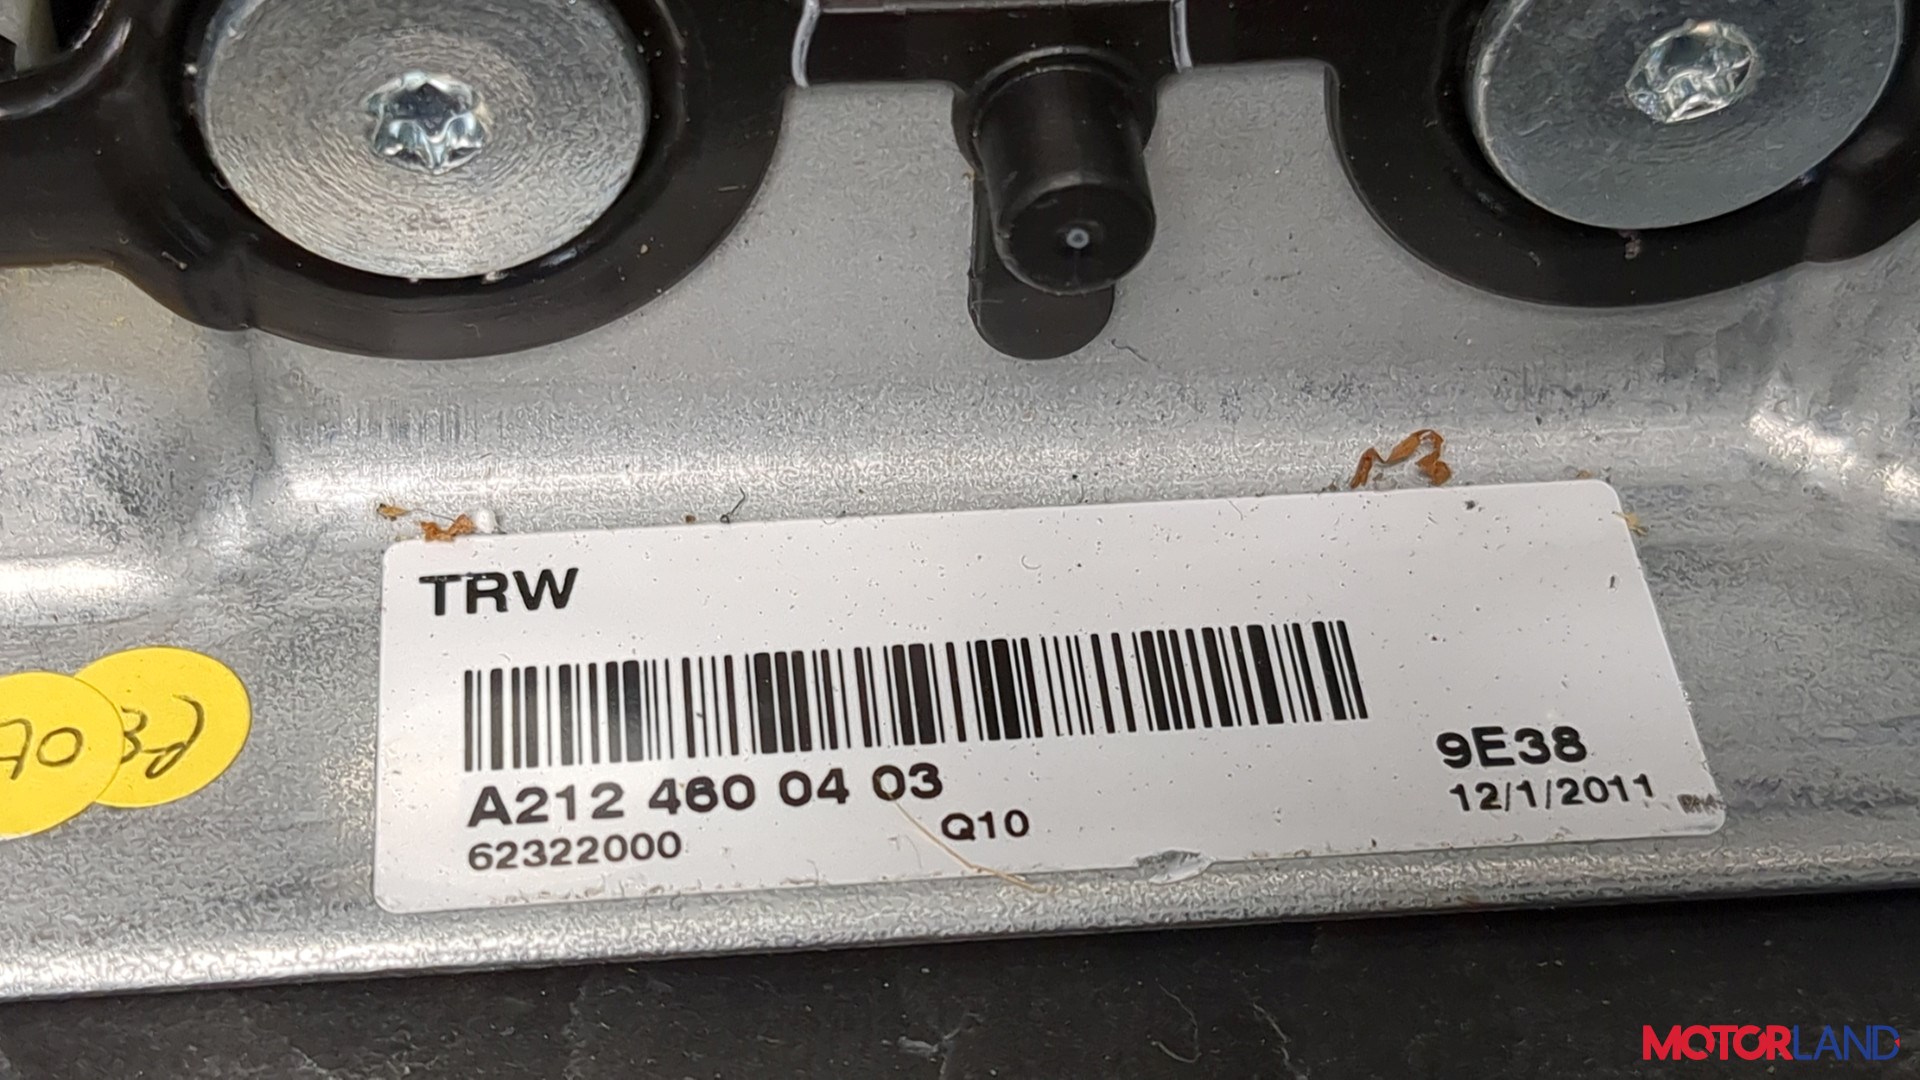 TRW
A212 460 04 03
62322000
Q10
9E38
12/1/2011
MOTORLAND